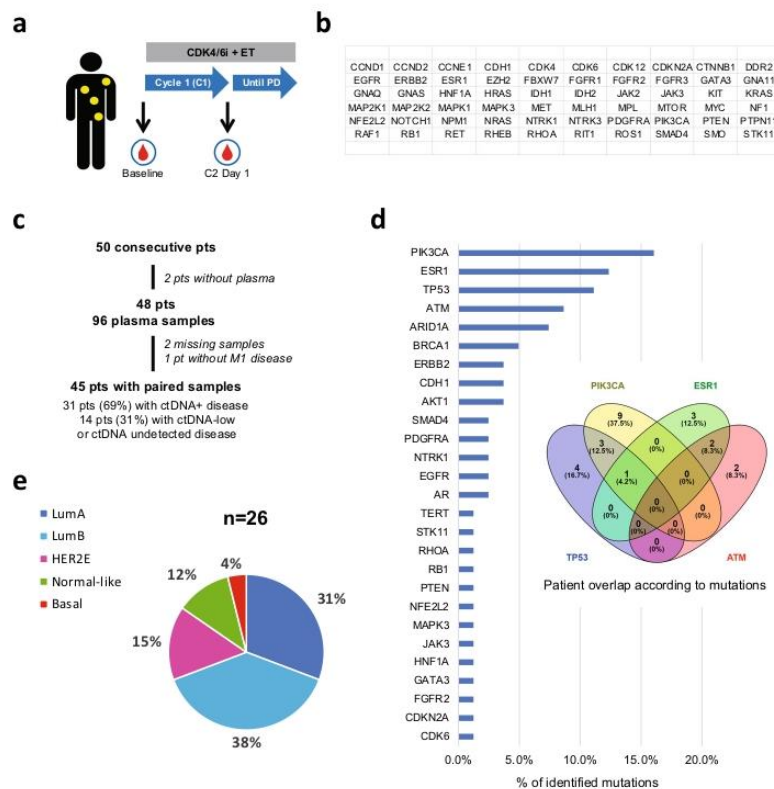 a
CDK4/6i + ET
Cycle 1 (C1)
Until PD
Baseline
C2 Day 1
b
CCND1 CCND2 CCNE1 CDH1 CDK4 CDK6 CDK12 CDKN2A CTNNB1 DDR2
EGFR ERBB2 ESR1 EZH2 FBXW7 FGFR1 FGFR2 FGFR3 GATA3 GNA11
GNAQ GNAS HNF1A HRAS IDH1 IDH2 JAK2 JAK3 KIT KRAS
MAP2K1 MAP2K2 MAPK1 MAPK3 MET MLH1 MPL MTOR MYC NF1
NFE2L2 NOTCH1 NPM1 NRAS NTRK1 NTRK3 PDGFRA PIK3CA PTEN PTPN11
RAF1 RB1 RET RHEB RHOA RIT1 ROS1 SMAD4 SMO STK11
c
50 consecutive pts
2 pts without plasma
48 pts
96 plasma samples
2 missing samples
1 pt without M1 disease
45 pts with paired samples
31 pts (69%) with ctDNA+ disease
14 pts (31%) with ctDNA-low
or ctDNA undetected disease
d
PIK3CA
ESR1
TP53
ATM
ARID1A
BRCA1
ERBB2
CDH1
AKT1
SMAD4
PDGFRA
NTRK1
EGFR
AR
TERT
STK11
RHOA
RB1
PTEN
NFE2L2
MAPK3
JAK3
HNF1A
GATA3
FGFR2
CDKN2A
CDK6
0.0% 5.0% 10.0% 15.0% 20.0%
% of identified mutations
PIK3CA
ESR1
9
(37.5%)
3
(12.5%)
3
(12.5%)
0
(0%)
2
(8.3%)
4
(16.7%)
1
(4.2%)
0
(0%)
2
(8.3%)
0
(0%)
0
(0%)
0
(0%)
0
(0%)
0
(0%)
0
(0%)
TP53
ATM
Patient overlap according to mutations
e
LumA
LumB
HER2E
Normal-like
Basal
n=26
4%
12%
31%
15%
38%